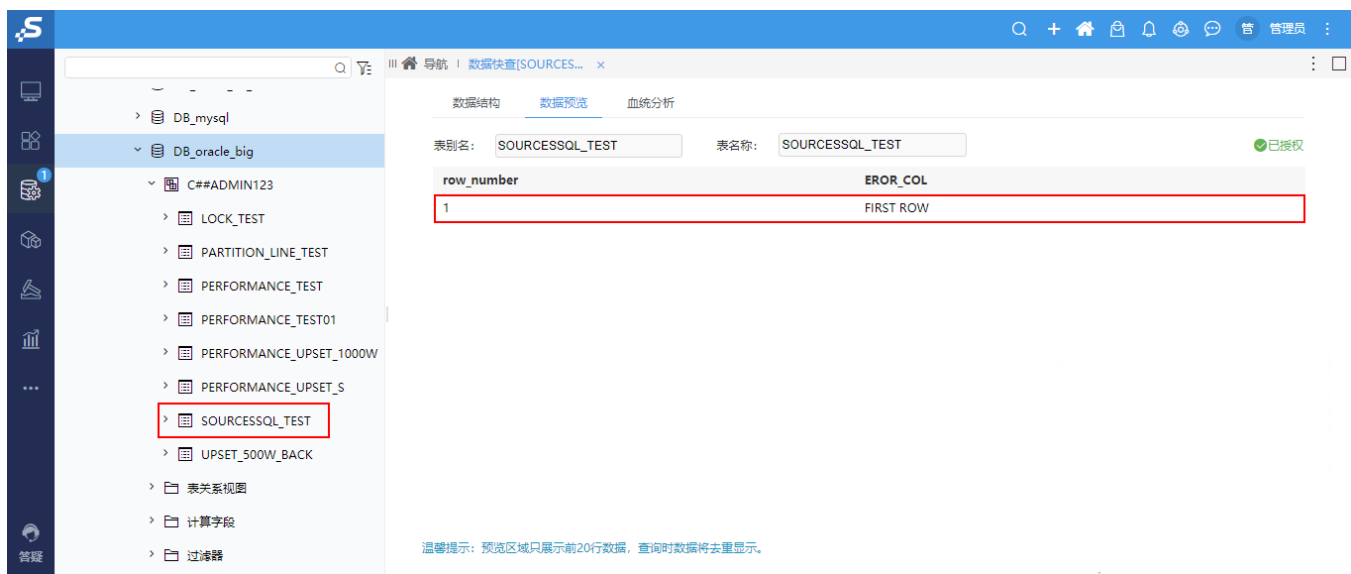 S
管 管理员
导航 数据快查[SOURCES... ×
数据结构 数据预览 血统分析
DB_mysql
DB_oracle_big
C##ADMIN123
LOCK_TEST
PARTITION_LINE_TEST
PERFORMANCE_TEST
PERFORMANCE_TEST01
PERFORMANCE_UPSET_1000W
PERFORMANCE_UPSET_S
SOURCESSQL_TEST
UPSET_500W_BACK
表关系视图
计算字段
过滤器
1
答疑
表别名: SOURCESSQL_TEST 表名称: SOURCESSQL_TEST 已授权
row_number EROR_COL
1 FIRST ROW
温馨提示：预览区域只展示前20行数据，查询时数据将去重显示。